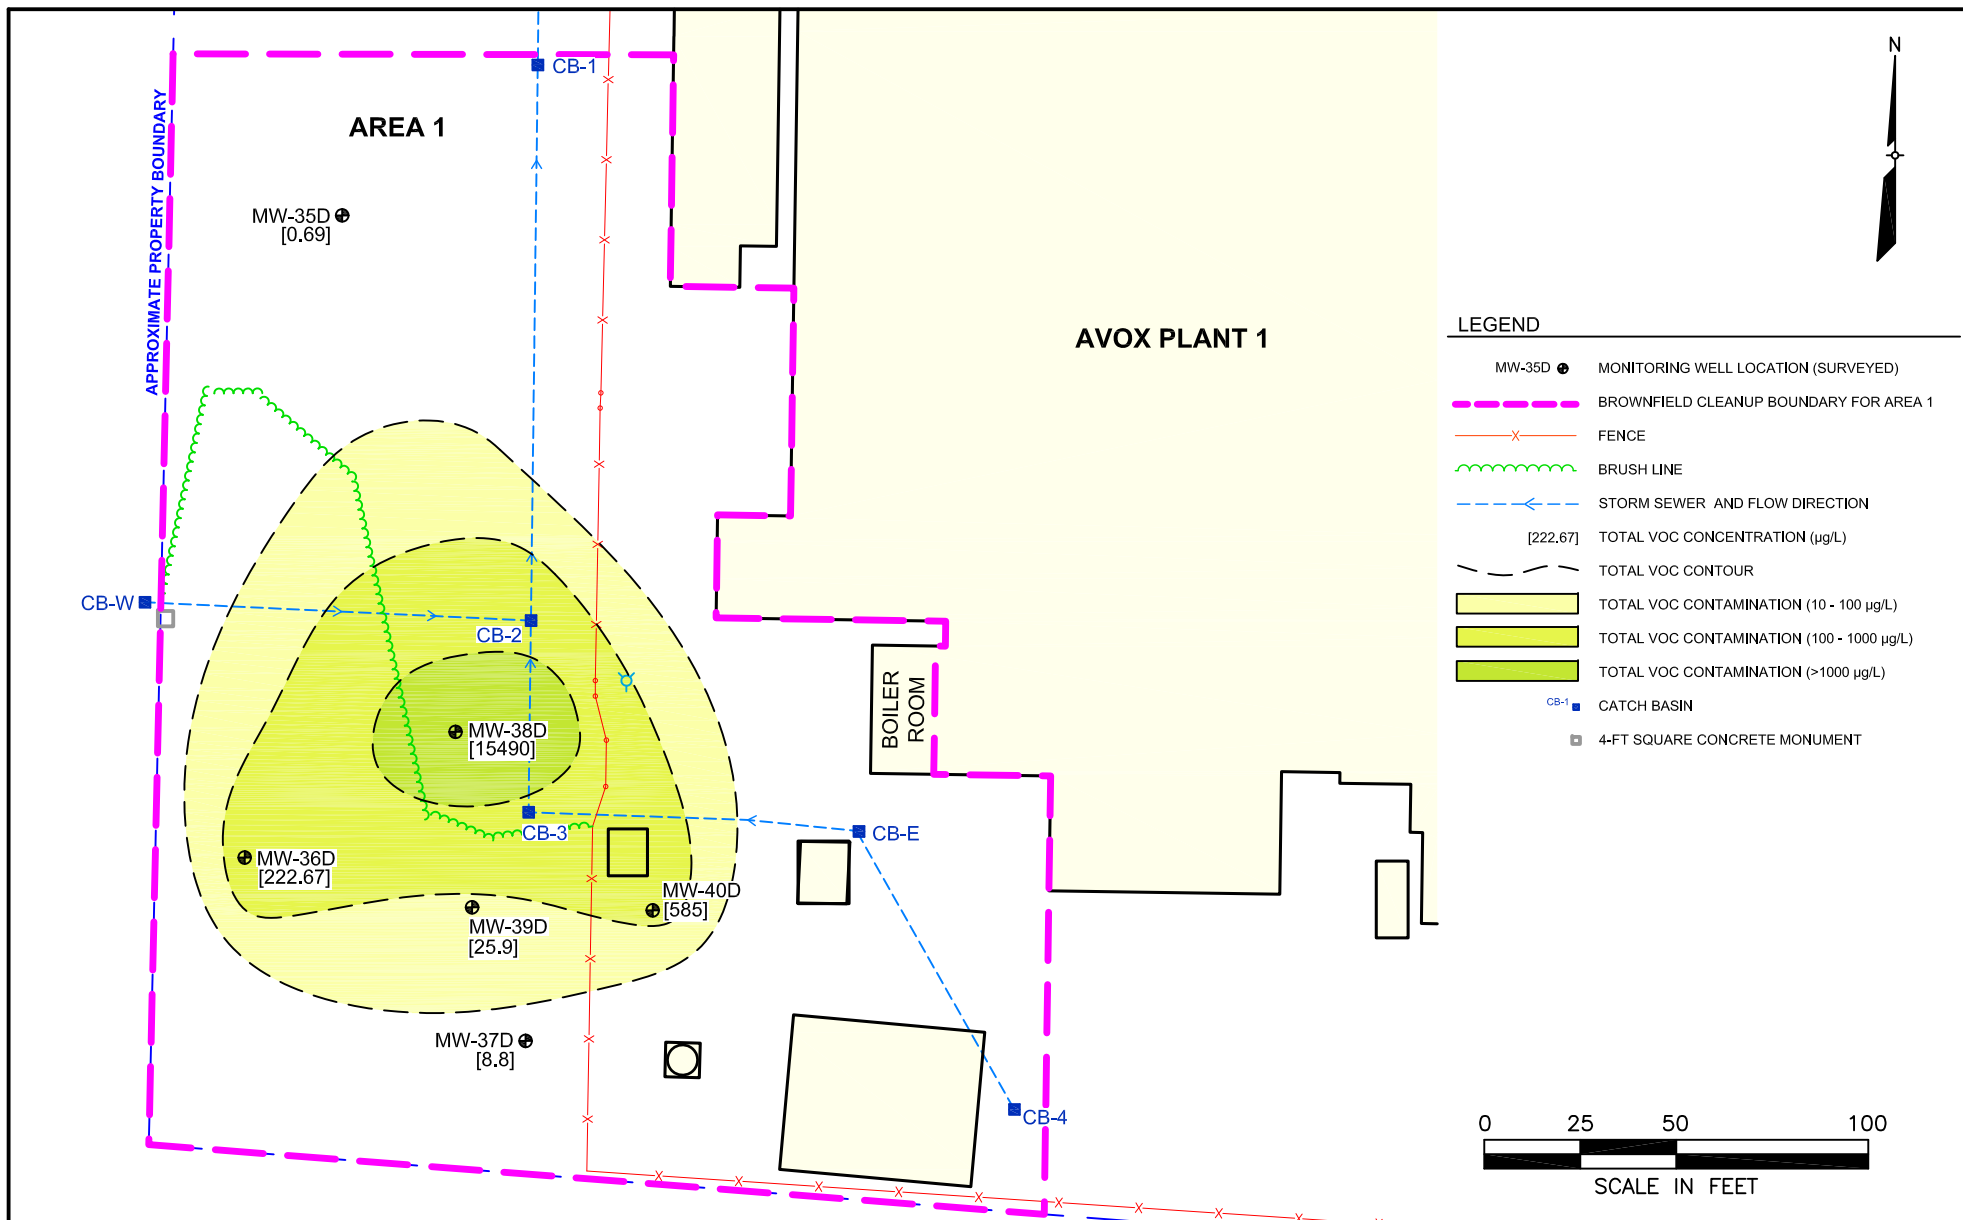 CB-1
N
AREA 1
APPROXIMATE PROPERTY BOUNDARY
MW-35D
[0.69]
AVOX PLANT 1
LEGEND
MW-35D MONITORING WELL LOCATION (SURVEYED)
BROWNFIELD CLEANUP BOUNDARY FOR AREA 1
FENCE
BRUSH LINE
STORM SEWER AND FLOW DIRECTION
[222.67] TOTAL VOC CONCENTRATION (µg/L)
TOTAL VOC CONTOUR
TOTAL VOC CONTAMINATION (10 - 100 µg/L)
TOTAL VOC CONTAMINATION (100 - 1000 µg/L)
TOTAL VOC CONTAMINATION (>1000 µg/L)
CB-1 CATCH BASIN
4-FT SQUARE CONCRETE MONUMENT
CB-W
CB-2
BOILER
ROOM
MW-38D
[15490]
CB-3
CB-E
MW-36D
[222.67]
MW-40D
[585]
MW-39D
[25.9]
MW-37D
[8.8]
CB-4
0 25 50 100
SCALE IN FEET